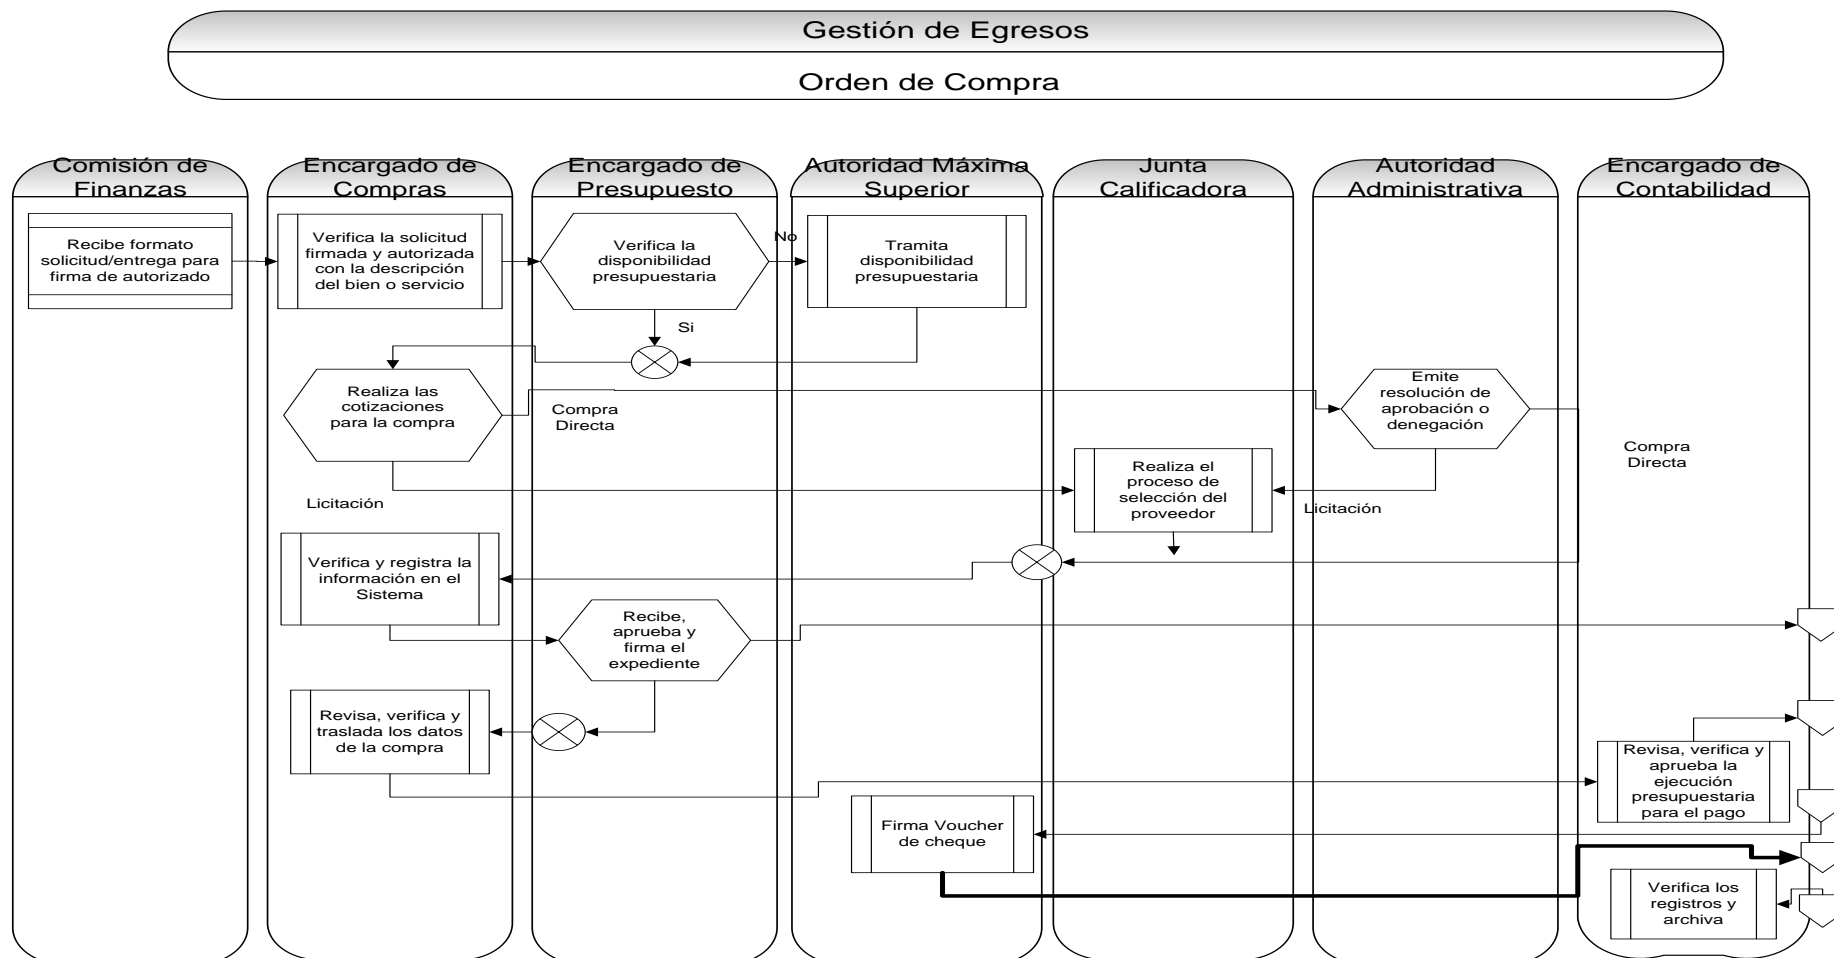 Gestión de Egresos
Orden de Compra
Comisión de
Finanzas
Encargado de
Compras
Encargado de
Presupuesto
Autoridad Máxima
Superior
Junta
Calificadora
Autoridad
Administrativa
Encargado de
Contabilidad
Recibe formato
solicitud/entrega para
firma de autorizado
Verifica la solicitud
firmada y autorizada
con la descripción
del bien o servicio
Verifica la
disponibilidad
presupuestaria
No
Tramita
disponibilidad
presupuestaria
Si
Realiza las
cotizaciones
para la compra
Compra
Directa
Emite
resolución de
aprobación o
denegación
Compra
Directa
Realiza el
proceso de
selección del
proveedor
Licitación
Licitación
Verifica y registra la
información en el
Sistema
Recibe,
aprueba y
firma el
expediente
Revisa, verifica y
traslada los datos
de la compra
Revisa, verifica y
aprueba la
ejecución
presupuestaria
para el pago
Firma Voucher
de cheque
Verifica los
registros y
archiva